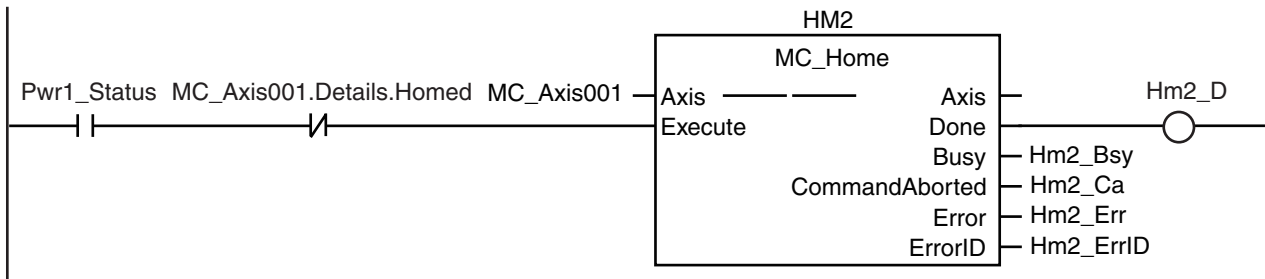 HM2
MC_Home
Pwr1_Status MC_Axis001.Details.Homed MC_Axis001 Axis Axis Hm2_D
Execute Done
Busy Hm2_Bsy
CommandAborted Hm2_Ca
Error Hm2_Err
ErrorID Hm2_ErrID